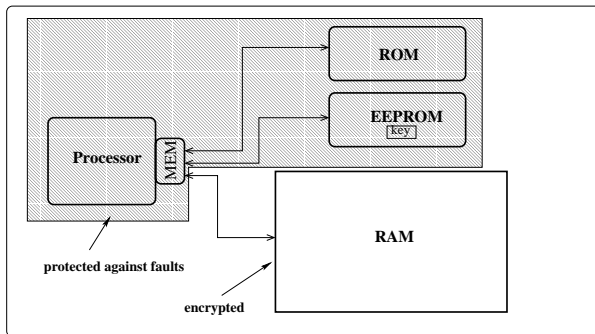 ROM
EEPROM
key
Processor
MEM
RAM
protected against faults
encrypted